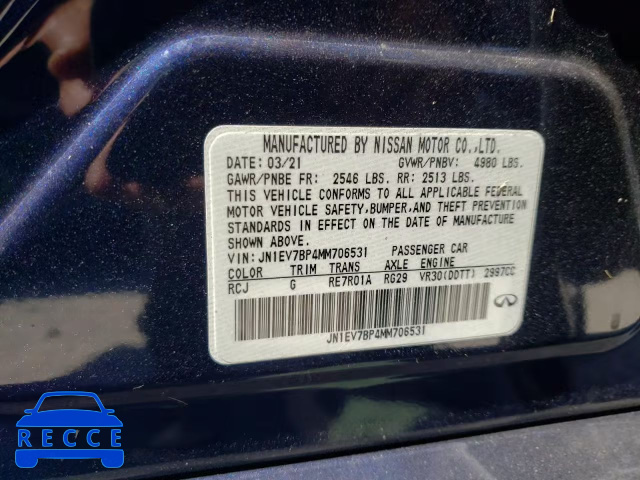 MANUFACTURED BY NISSAN MOTOR CO.,LTD.
DATE: 03/21 GVWR/PNBV: 4980 LBS.
GAWR/PNBE FR: 2546 LBS. RR: 2513 LBS.
THIS VEHICLE CONFORMS TO ALL APPLICABLE FEDERAL
MOTOR VEHICLE SAFETY, BUMPER, AND THEFT PREVENTION
STANDARDS IN EFFECT ON THE DATE OF MANUFACTURE
SHOWN ABOVE.
VIN: JN1EV7BP4MM706531 PASSENGER CAR
COLOR TRIM TRANS AXLE ENGINE
RCJ G RE7R01A RG29 VR30(DDTT) 2997CC
JN1EV7BP4MM706531
RECCE